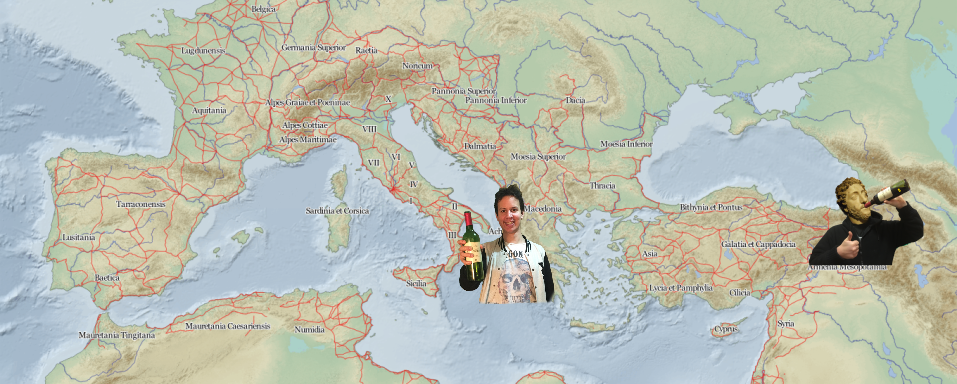 Belgica
Lugdunensis
Germania Superior
Raetia
Noricum
Aquitania
Alpes Graiae et Poeninae
X
Pannonia Superior
Pannonia Inferior
Dacia
Alpes Cottiae
VIII
Alpes Maritimae
Dalmatia
Moesia Inferior
VII
VI
Moesia Superior
V
IV
Thracia
Tarraconensis
Sardinia et Corsica
I
II
Macedonia
Bithynia et Pontus
Lusitania
III
Ach
Galatia et Cappadocia
Asia
Baetica
Sicilia
Lycia et Pamphylia
Cilicia
Armenia Mesopotamia
Mauretania Tingitana
Mauretania Caesariensis
Numidia
Cyprus
Syria